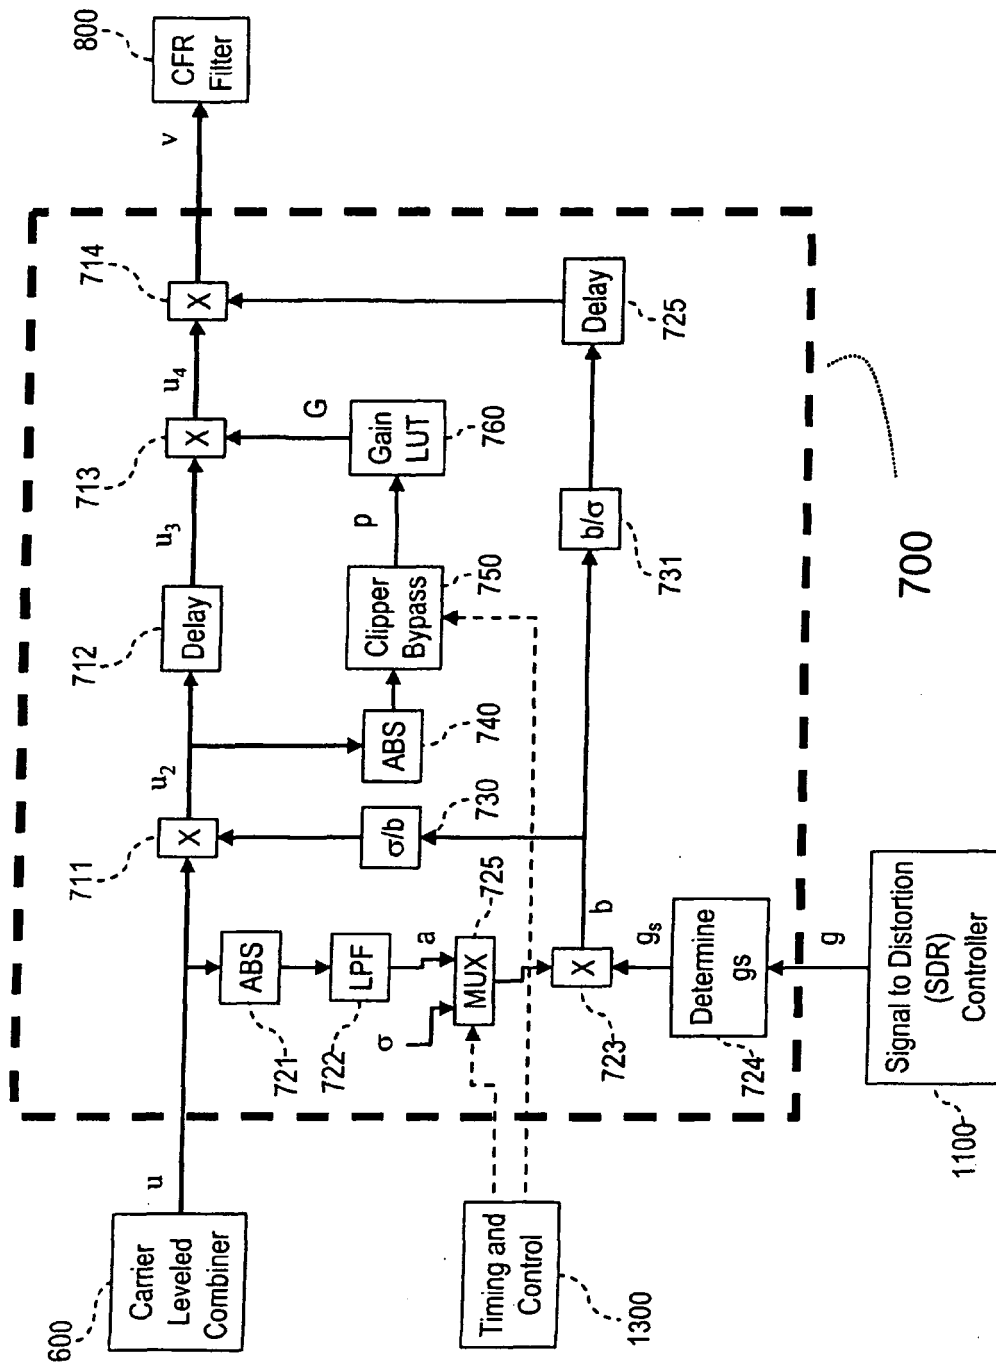 600
Carrier
Leveled
Combiner
u
711
X
u2
712
Delay
u3
713
X
u4
714
X
v
800
CFR
Filter
ABS
721
LPF
722
a
σ
MUX
725
σ/b
730
ABS
740
Clipper
Bypass
750
p
Gain
LUT
760
G
X
723
b
b/σ
731
Delay
725
gs
Determine
gs
724
g
Timing and
Control
1300
Signal to Distortion
(SDR)
Controller
1100
700